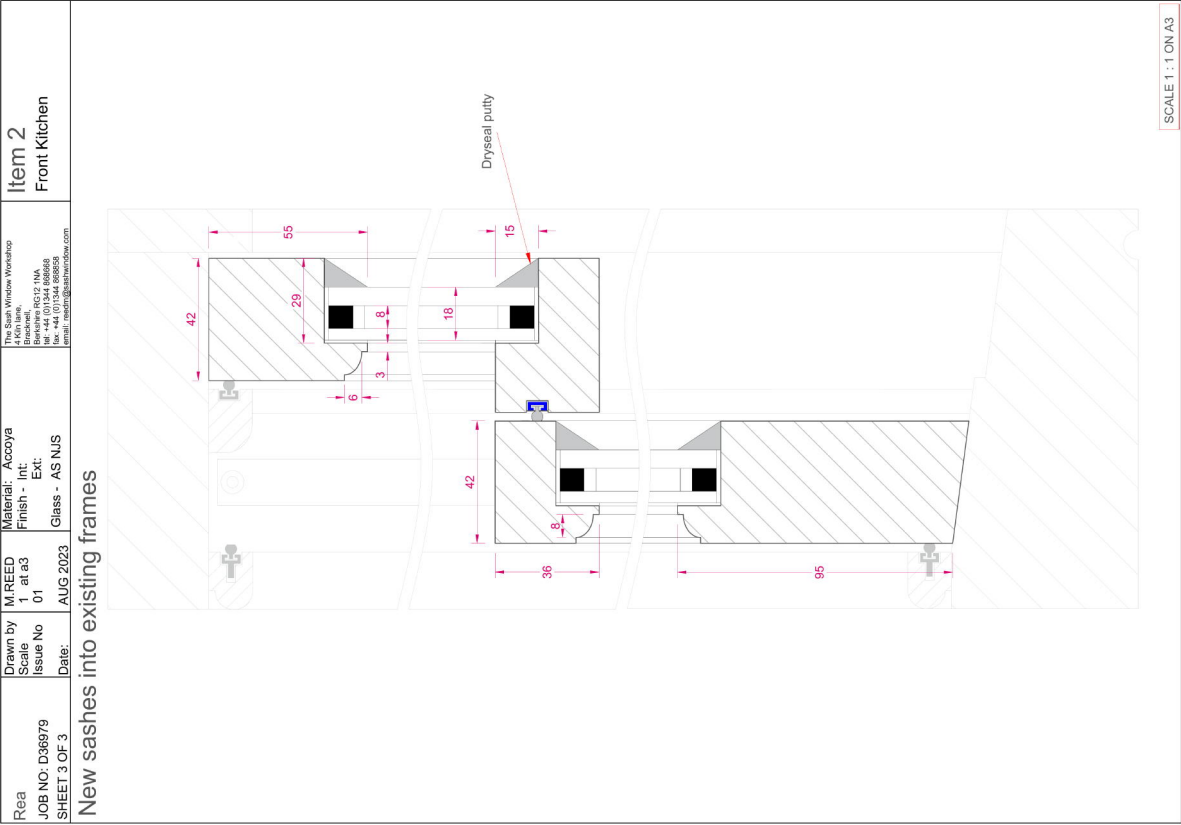 Rea
JOB NO: D36979
SHEET 3 OF 3
Drawn by M.REED
Scale 1 at a3
Issue No 01
Date: AUG 2023
Material: Accoya
Finish - Int:
Ext:
Glass - AS NJS
The Sash Window Workshop
4 Kiln lane,
Bracknell,
Berkshire RG12 1NA
tel: +44 (0)1344 868668
fax: +44 (0)1344 868858
email: reedm@sashwindow.com
Item 2
Front Kitchen
New sashes into existing frames
55
15
Dryseal putty
42
29
8
18
3
6
42
8
36
95
SCALE 1 : 1 ON A3